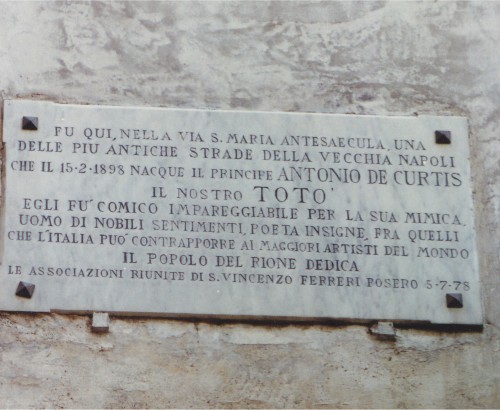 FU QUI, NELLA VIA S. MARIA ANTESAECULA, UNA
DELLE PIU ANTICHE STRADE DELLA VECCHIA NAPOLI
CHE IL 15-2-1898 NACQUE IL PRINCIPE ANTONIO DE CURTIS
IL NOSTRO TOTO'
EGLI FU' COMICO IMPAREGGIABILE PER LA SUA MIMICA,
UOMO DI NOBILI SENTIMENTI, POETA INSIGNE, FRA QUELLI
CHE L'ITALIA PUO' CONTRAPPORRE AI MAGGIORI ARTISTI DEL MONDO
IL POPOLO DEL RIONE DEDICA
LE ASSOCIAZIONI RIUNITE DI S. VINCENZO FERRERI POSERO 5-7-78